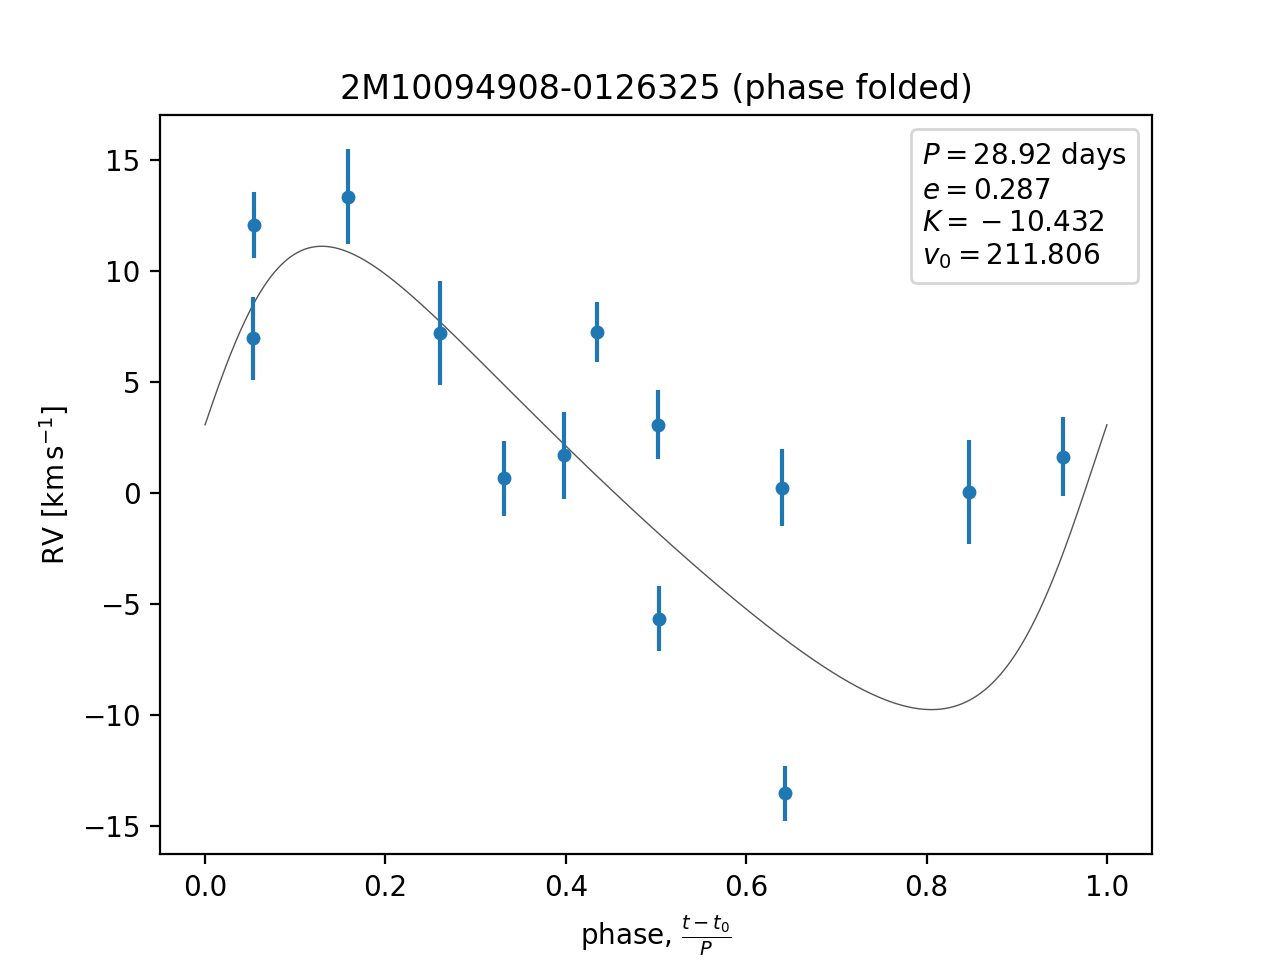 2M10094908-0126325 (phase folded)
P = 28.92 days
e = 0.287
K = −10.432
v₀ = 211.806
15
10
5
0
−5
−10
−15
RV [km s⁻¹]
0.0 0.2 0.4 0.6 0.8 1.0
phase, (t − t₀)/P